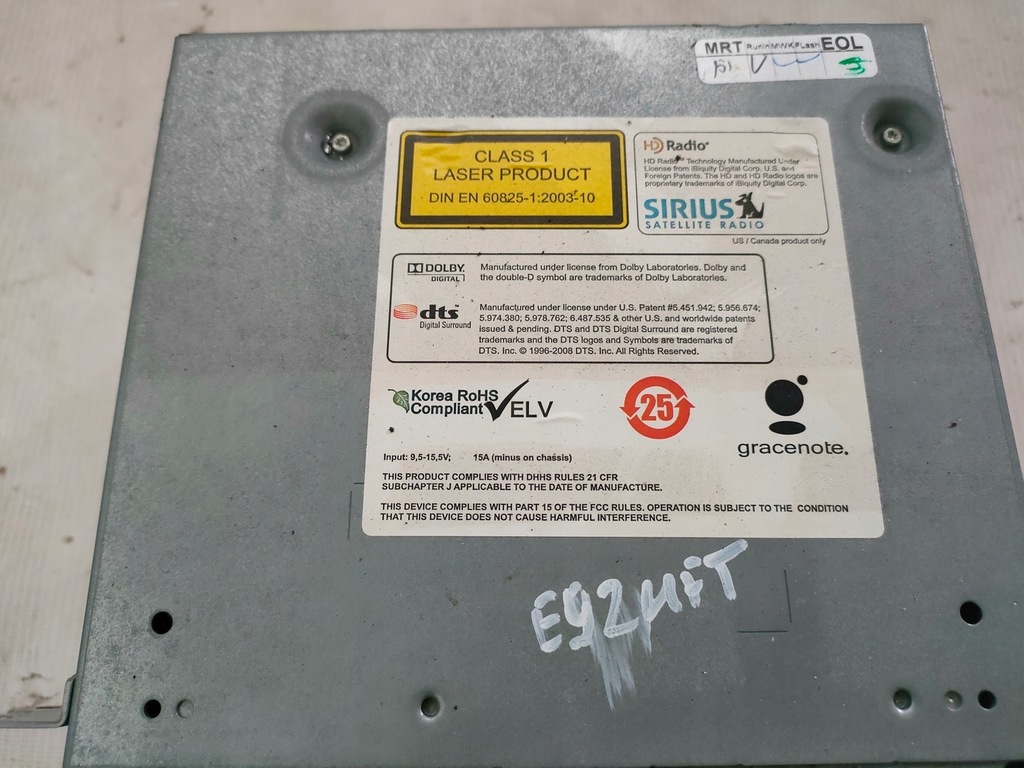 MRT RunIn MWK FLash EOL
CLASS 1
LASER PRODUCT
DIN EN 60825-1:2003-10
HD Radio
HD Radio™ Technology Manufactured Under
License from iBiquity Digital Corp. U.S. and
Foreign Patents. The HD and HD Radio logos are
proprietary trademarks of iBiquity Digital Corp.
SIRIUS
SATELLITE RADIO
US / Canada product only
DOLBY
DIGITAL
Manufactured under license from Dolby Laboratories. Dolby and
the double-D symbol are trademarks of Dolby Laboratories.
dts
Digital Surround
Manufactured under license under U.S. Patent #5.451.942; 5.956.674;
5.974.380; 5.978.762; 6.487.535 & other U.S. and worldwide patents
issued & pending. DTS and DTS Digital Surround are registered
trademarks and the DTS logos and Symbols are trademarks of
DTS. Inc. © 1996-2008 DTS. Inc. All Rights Reserved.
Korea RoHS
Compliant ELV
25
gracenote.
Input: 9,5-15,5V; 15A (minus on chassis)
THIS PRODUCT COMPLIES WITH DHHS RULES 21 CFR
SUBCHAPTER J APPLICABLE TO THE DATE OF MANUFACTURE.
THIS DEVICE COMPLIES WITH PART 15 OF THE FCC RULES. OPERATION IS SUBJECT TO THE CONDITION
THAT THIS DEVICE DOES NOT CAUSE HARMFUL INTERFERENCE.